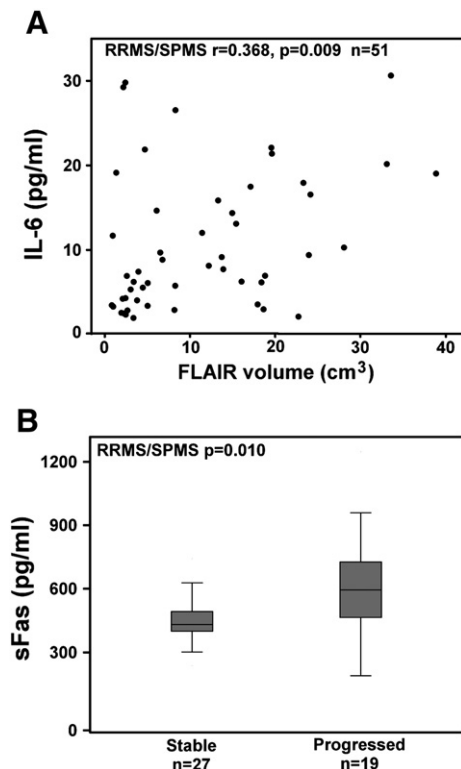 A
RRMS/SPMS r=0.368, p=0.009 n=51
IL-6 (pg/ml)
30
20
10
0
0 10 20 30 40
FLAIR volume (cm³)
B
RRMS/SPMS p=0.010
sFas (pg/ml)
1200
900
600
300
0
Stable Progressed
n=27 n=19